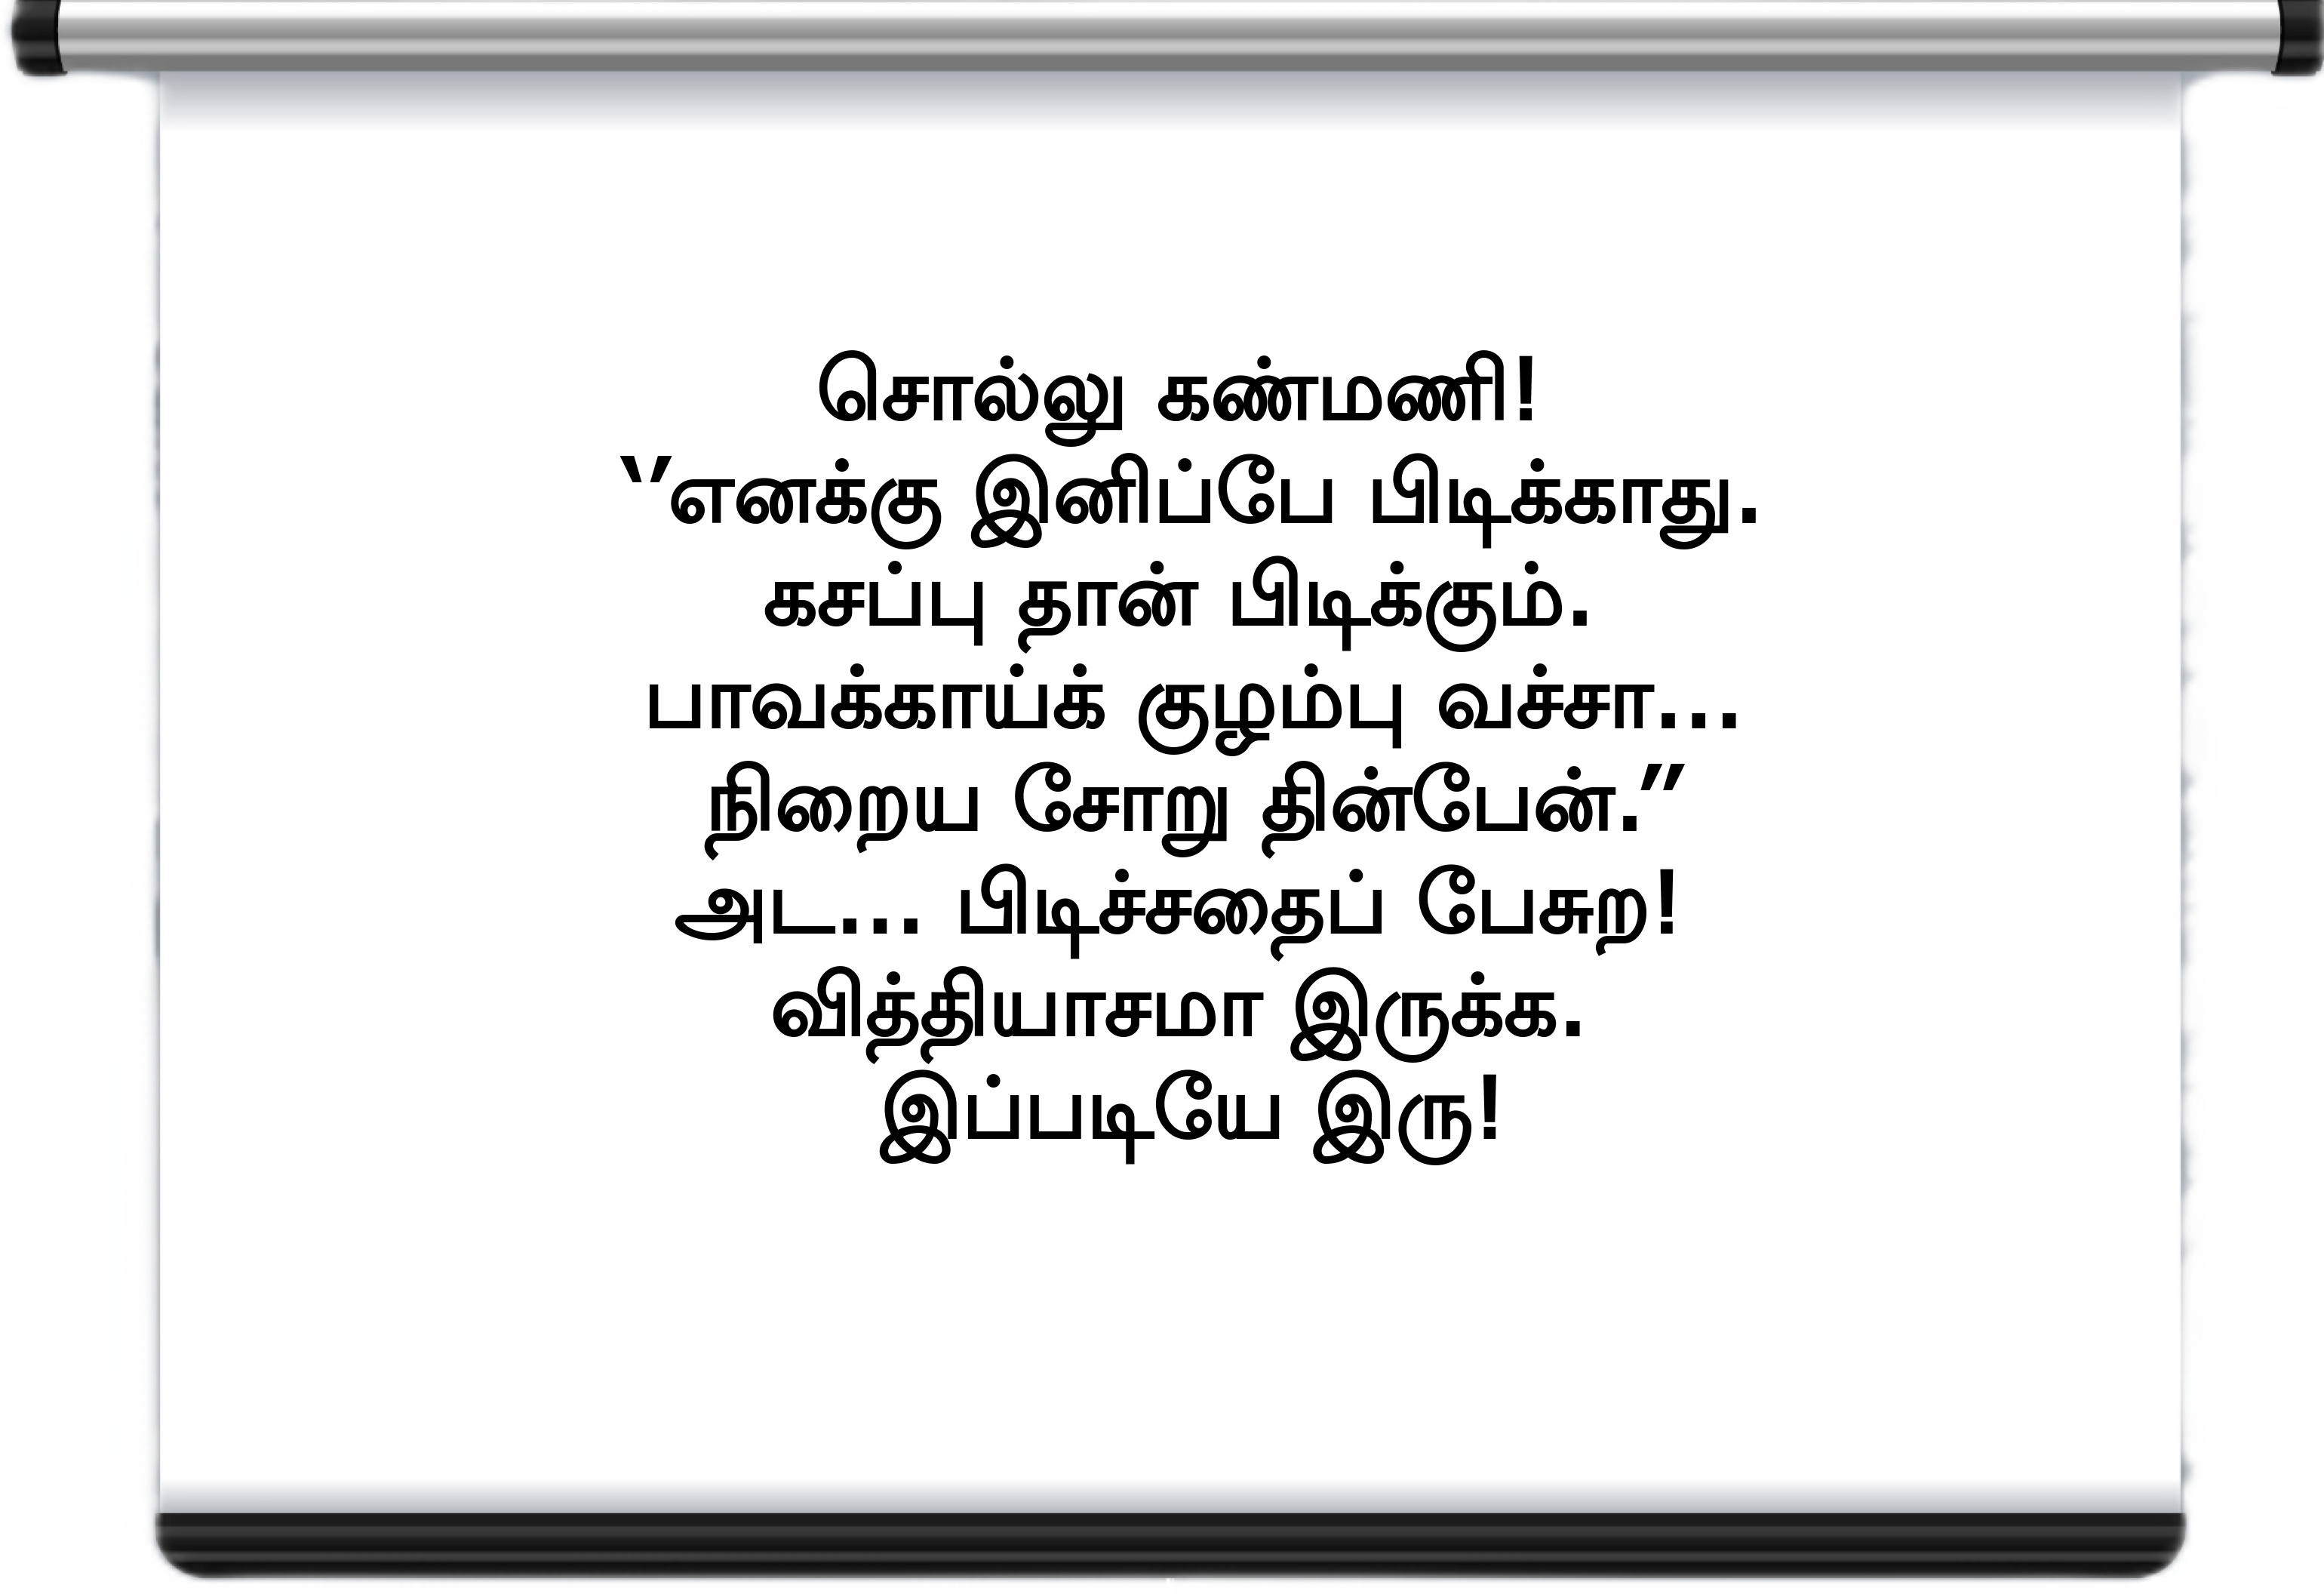 சொல்லு கண்மணி!
“எனக்கு இனிப்பே பிடிக்காது.
கசப்பு தான் பிடிக்கும்.
பாவக்காய்க் குழம்பு வச்சா...
நிறைய சோறு தின்பேன்.”
அட... பிடிச்சதைப் பேசுற!
வித்தியாசமா இருக்க.
இப்படியே இரு!